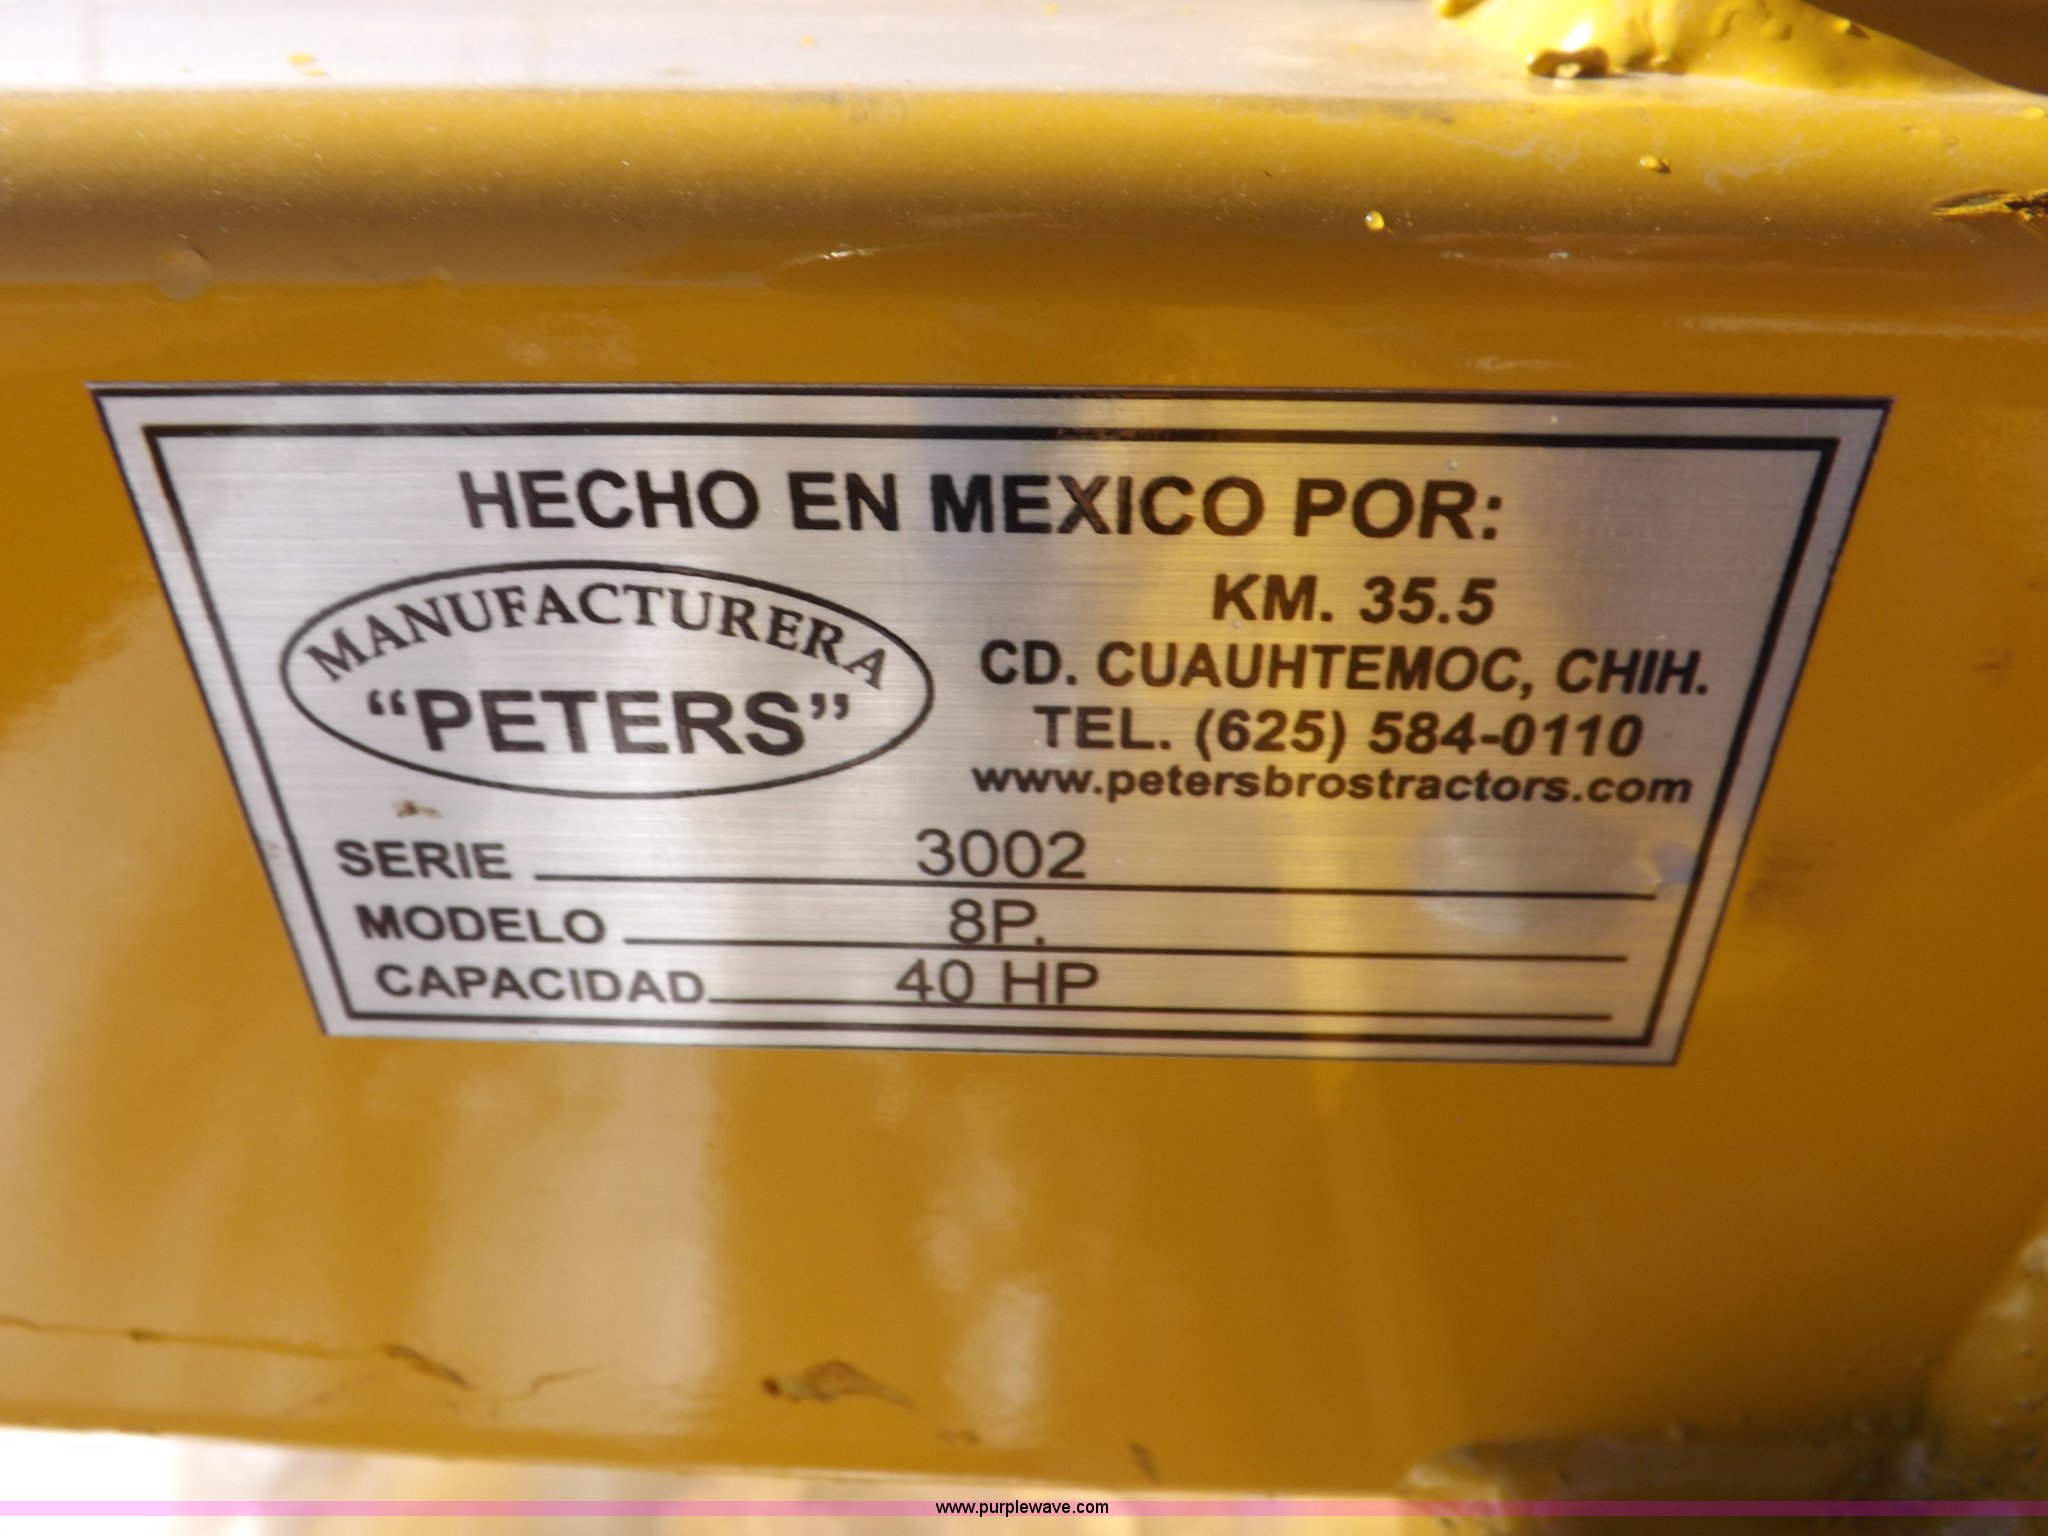 HECHO EN MEXICO POR:
MANUFACTURERA
“PETERS”
KM. 35.5
CD. CUAUHTEMOC, CHIH.
TEL. (625) 584-0110
www.petersbrostractors.com
SERIE 3002
MODELO 8P.
CAPACIDAD 40 HP
www.purplewave.com